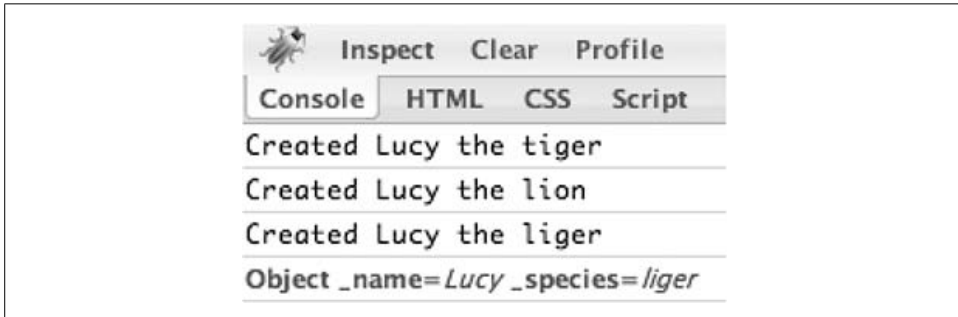 Inspect Clear Profile
Console HTML CSS Script
Created Lucy the tiger
Created Lucy the lion
Created Lucy the liger
Object _name=Lucy _species=liger